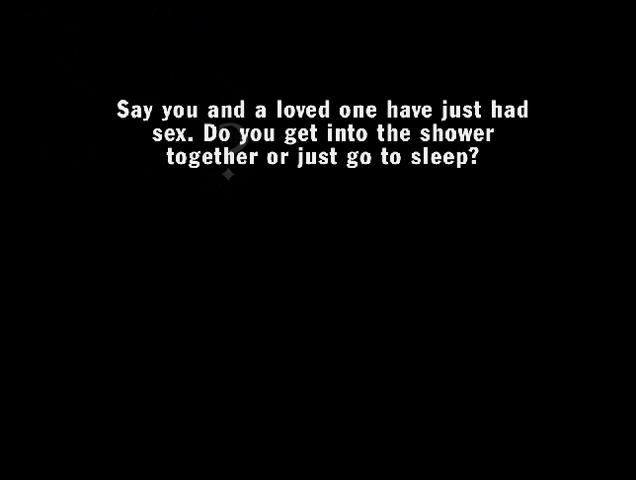 Say you and a loved one have just had
sex. Do you get into the shower
together or just go to sleep?